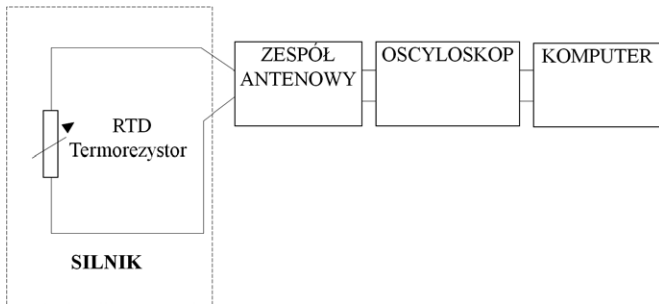 ZESPÓŁ
ANTENOWY
OSCYLOSKOP
KOMPUTER
RTD
Termorezystor
SILNIK